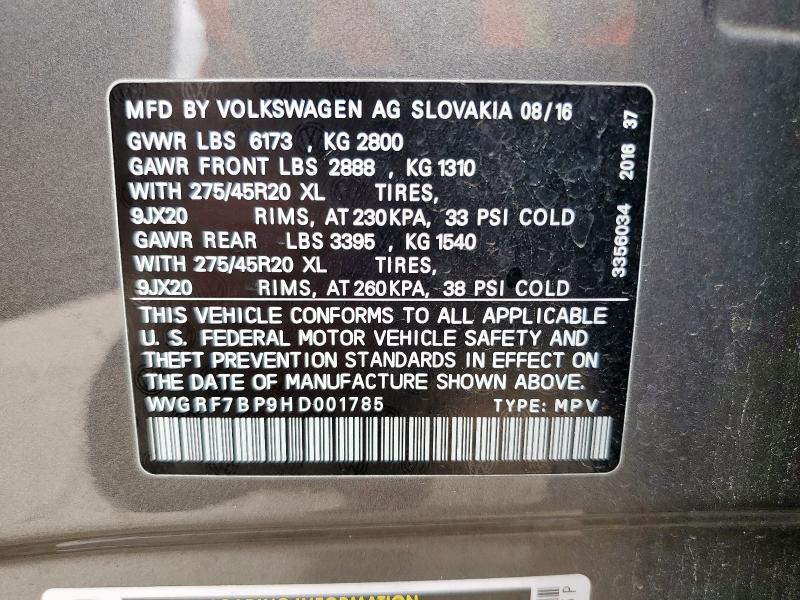 MFD BY VOLKSWAGEN AG SLOVAKIA 08/16
GVWR LBS 6173 , KG 2800
GAWR FRONT LBS 2888 , KG 1310
WITH 275/45R20 XL TIRES,
9JX20 RIMS, AT 230 KPA, 33 PSI COLD
GAWR REAR LBS 3395 , KG 1540
WITH 275/45R20 XL TIRES,
9JX20 RIMS, AT 260 KPA, 38 PSI COLD
THIS VEHICLE CONFORMS TO ALL APPLICABLE
U. S. FEDERAL MOTOR VEHICLE SAFETY AND
THEFT PREVENTION STANDARDS IN EFFECT ON
THE DATE OF MANUFACTURE SHOWN ABOVE.
WVGRF7BP9HD001785 TYPE: MPV
3356034 2016 37
LOADING INFORMATION